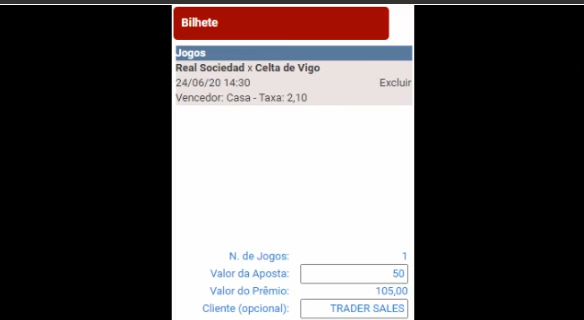 Bilhete
Jogos
Real Sociedad x Celta de Vigo
24/06/20 14:30 Excluir
Vencedor: Casa - Taxa: 2,10
N. de Jogos: 1
Valor da Aposta: 50
Valor do Prêmio: 105,00
Cliente (opcional): TRADER SALES